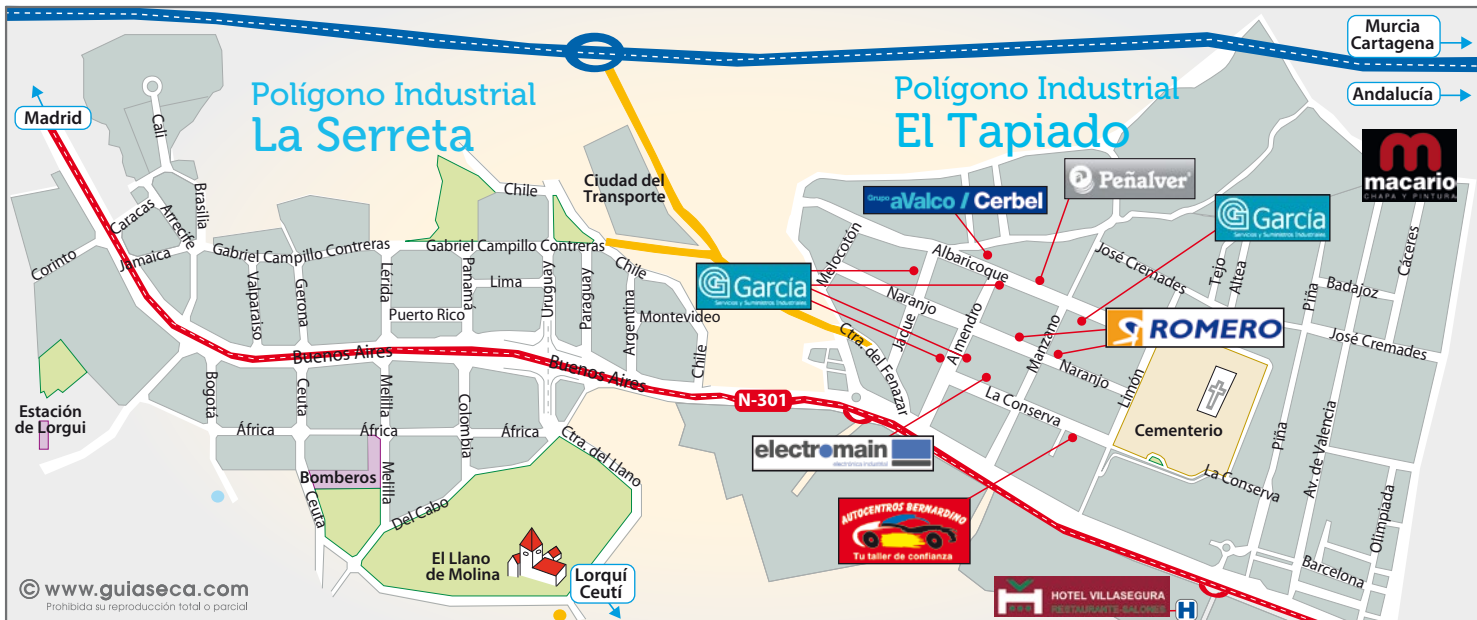 Murcia
Cartagena
Andalucía
Madrid
Polígono Industrial
La Serreta
Polígono Industrial
El Tapiado
m
macario
CHAPA Y PINTURA
Cali
Brasilia
Caracas
Arrecife
Jamaica
Corinto
Chile
Ciudad del
Transporte
Gabriel Campillo Contreras
Gabriel Campillo Contreras
Valparaíso
Gerona
Lérida
Panamá
Lima
Puerto Rico
Uruguay
Paraguay
Chile
Argentina
Montevideo
Chile
Grupo aValco / Cerbel
Peñalver
García
Servicios y Suministros Industriales
García
Servicios y Suministros Industriales
Melocotón
Albaricoque
José Cremades
Tejo
Altea
Cáceres
Badajoz
Piña
José Cremades
Naranjo
Jaque
Almendro
Manzano
ROMERO
Naranjo
Limón
Ctra. del Fenazar
La Conserva
Cementerio
Buenos Aires
Buenos Aires
N-301
Estación
de Lorgui
Bogotá
Ceuta
Melilla
Colombia
África
África
África
Ctra. del Llano
Bomberos
Melilla
Ceuta
Del Cabo
El Llano
de Molina
Lorquí
Ceutí
electromain
electrónica industrial
AUTOCENTROS BERNARDINO
Tu taller de confianza
La Conserva
Piña
Av. de Valencia
Olimpiada
Barcelona
HOTEL VILLASEGURA
RESTAURANTE-SALONES
H
© www.guiaseca.com
Prohibida su reproducción total o parcial